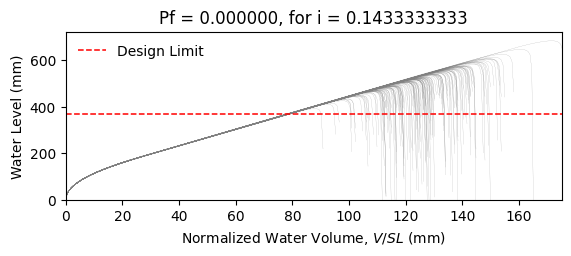 Pf = 0.000000, for i = 0.1433333333
Design Limit
Water Level (mm)
600
400
200
0
0 20 40 60 80 100 120 140 160
Normalized Water Volume, V/SL (mm)